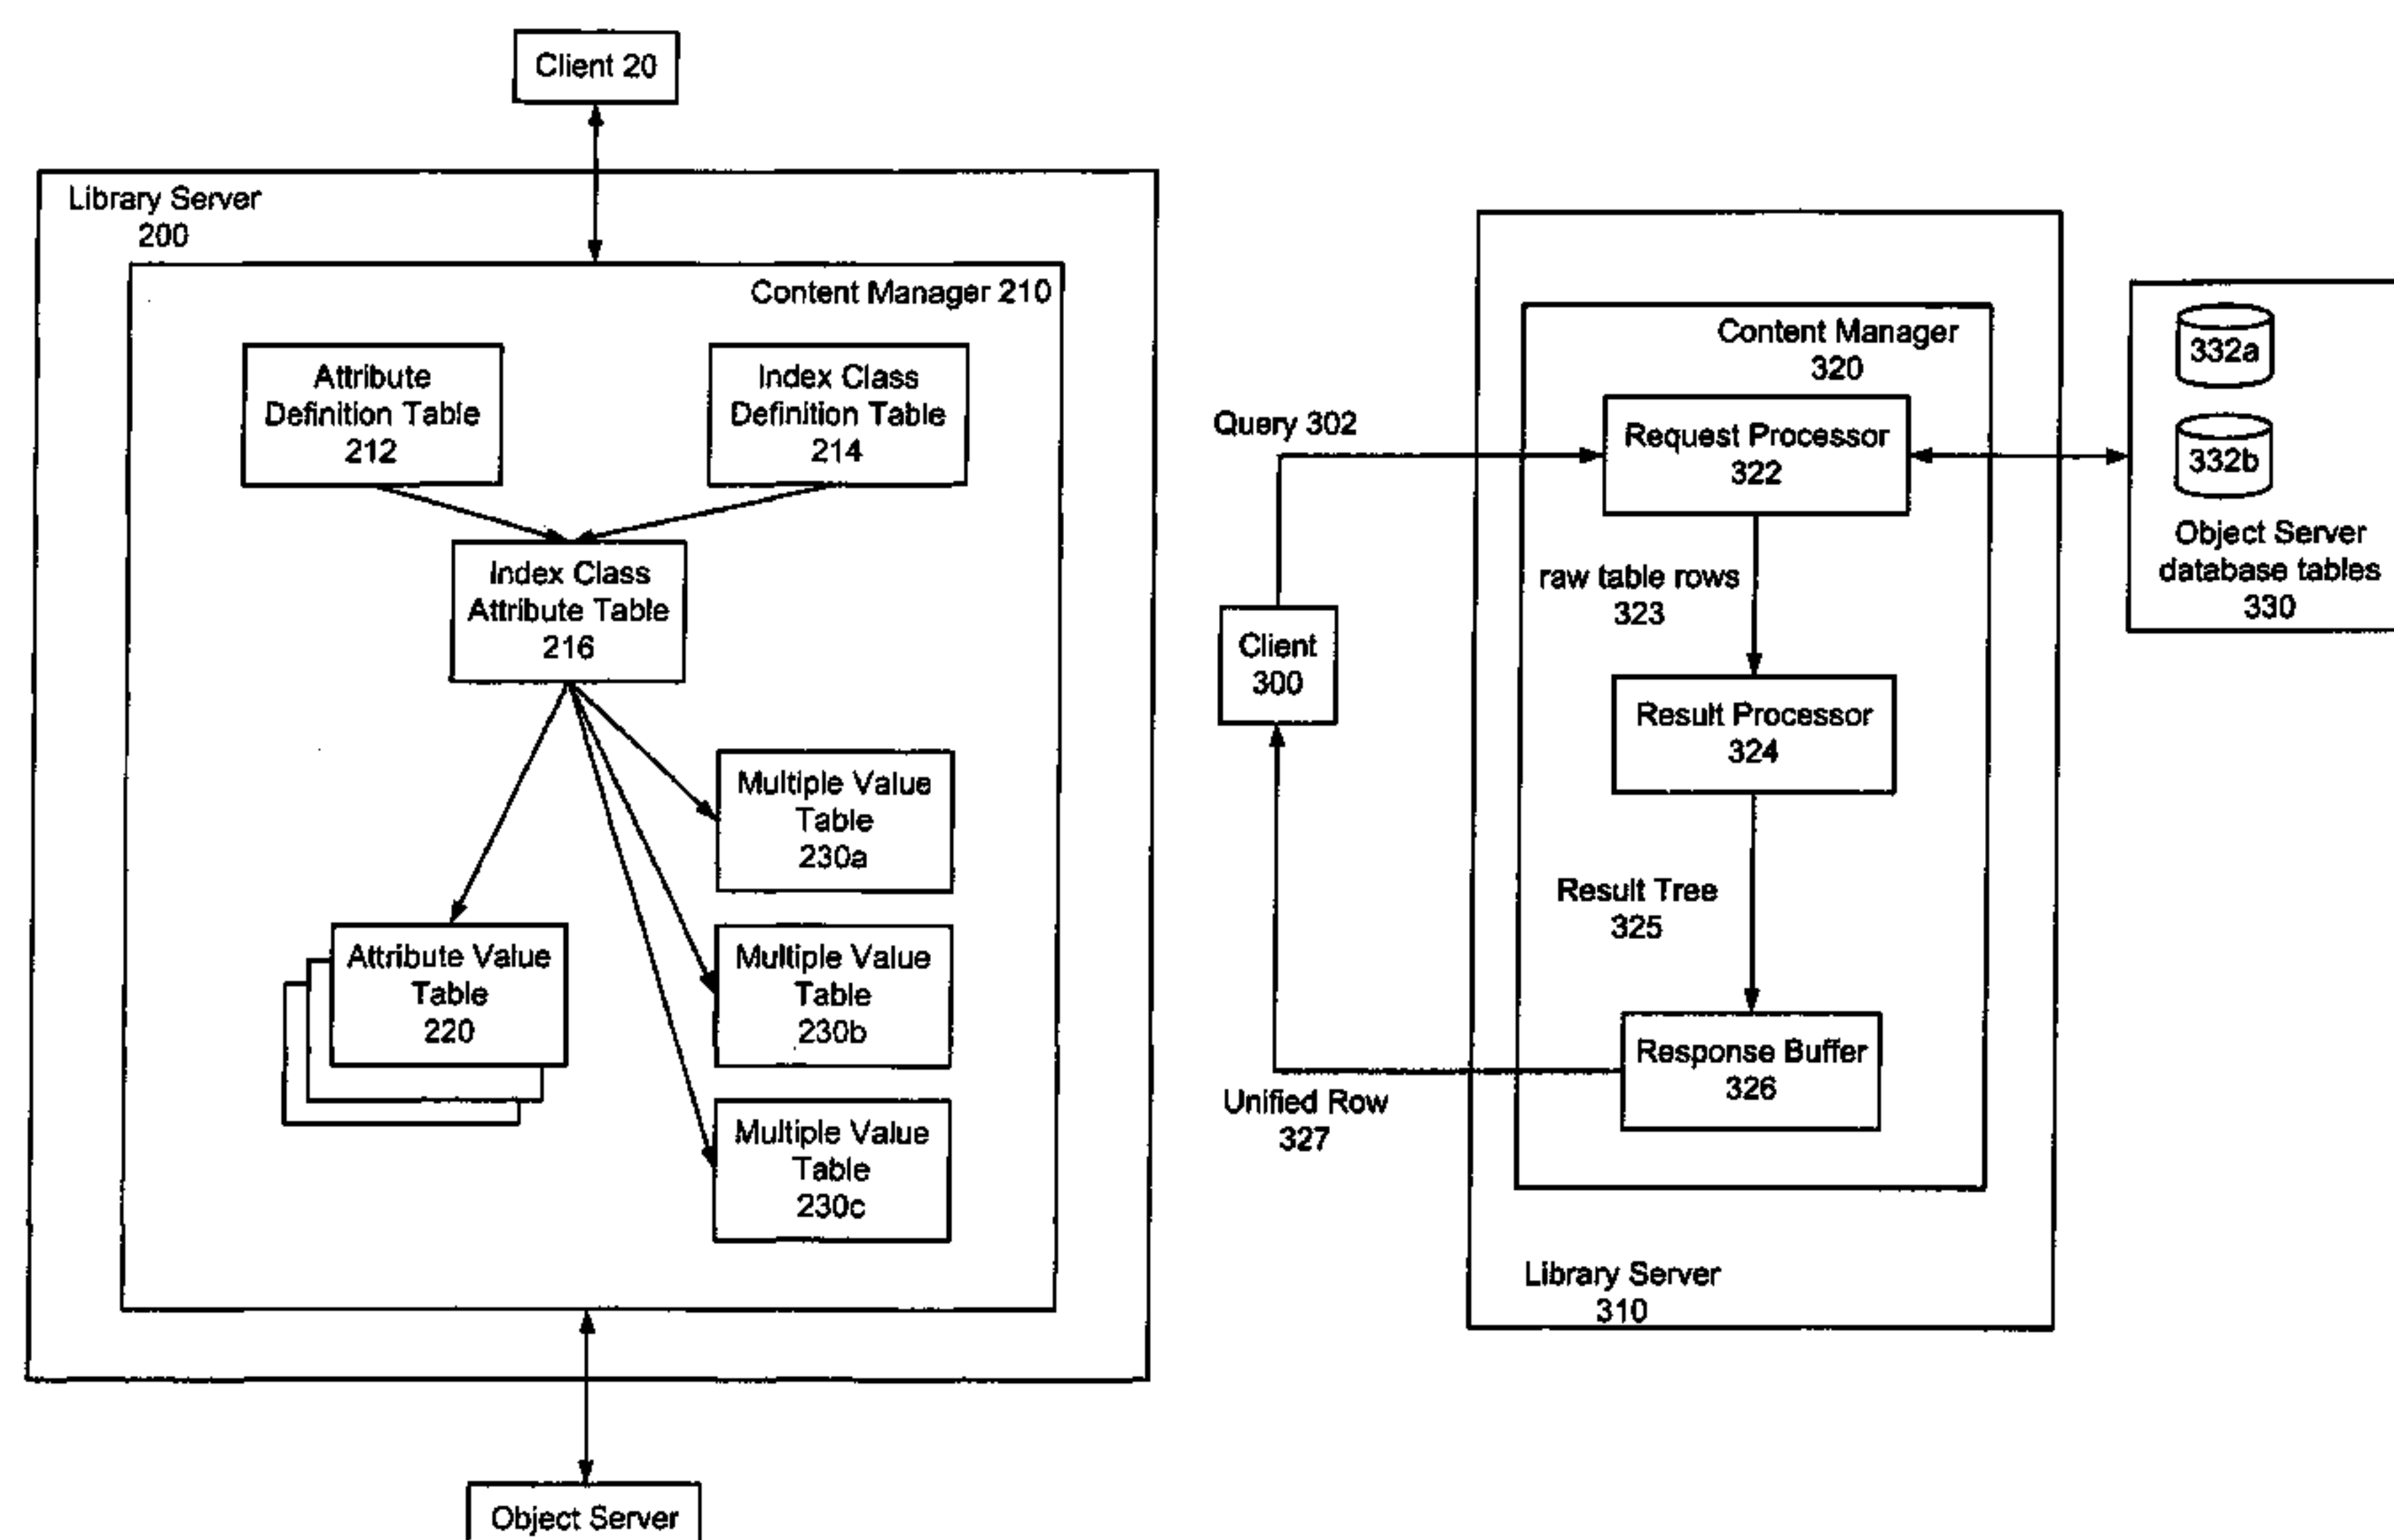 Client 20
Library Server
200
Content Manager 210
Attribute
Definition Table
212
Index Class
Definition Table
214
Index Class
Attribute Table
216
Multiple Value
Table
230a
Attribute Value
Table
220
Multiple Value
Table
230b
Multiple Value
Table
230c
Object Server
Content Manager
320
Query 302
Request Processor
322
332a
332b
Object Server
database tables
330
raw table rows
323
Client
300
Result Processor
324
Result Tree
325
Response Buffer
326
Unified Row
327
Library Server
310